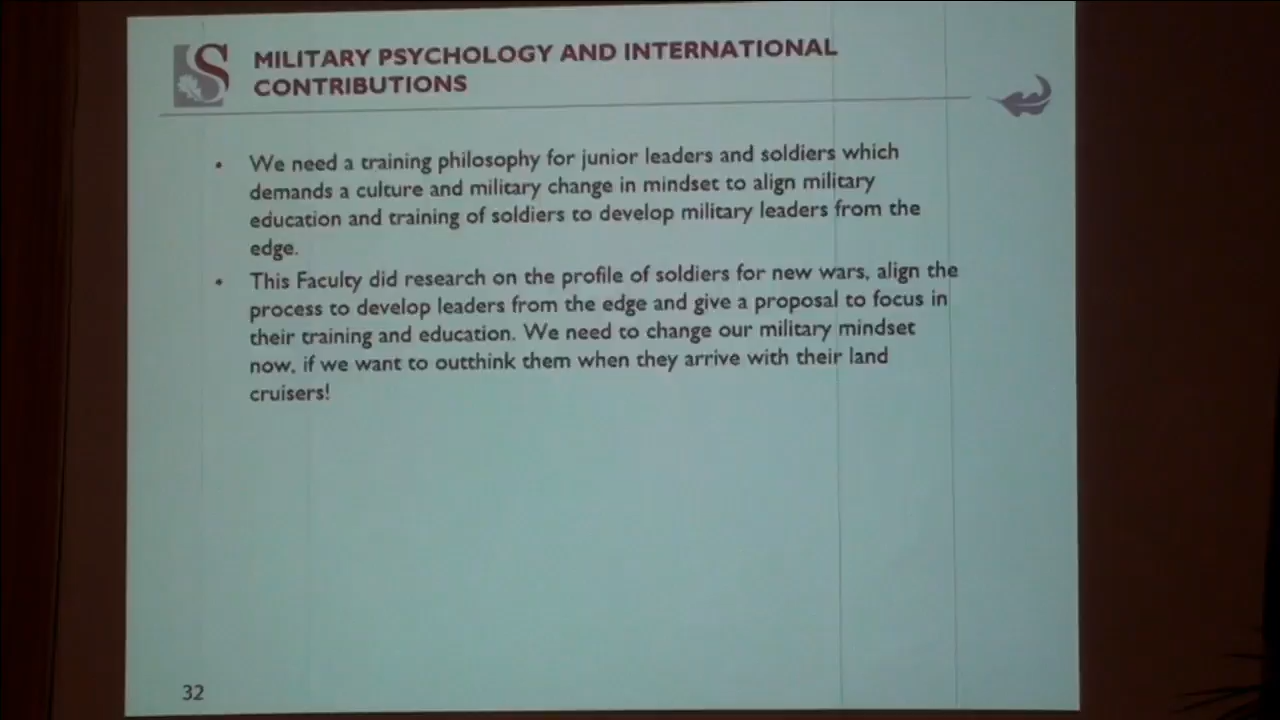 MILITARY PSYCHOLOGY AND INTERNATIONAL
CONTRIBUTIONS
• We need a training philosophy for junior leaders and soldiers which
demands a culture and military change in mindset to align military
education and training of soldiers to develop military leaders from the
edge.
• This Faculty did research on the profile of soldiers for new wars, align the
process to develop leaders from the edge and give a proposal to focus in
their training and education. We need to change our military mindset
now, if we want to outthink them when they arrive with their land
cruisers!
32